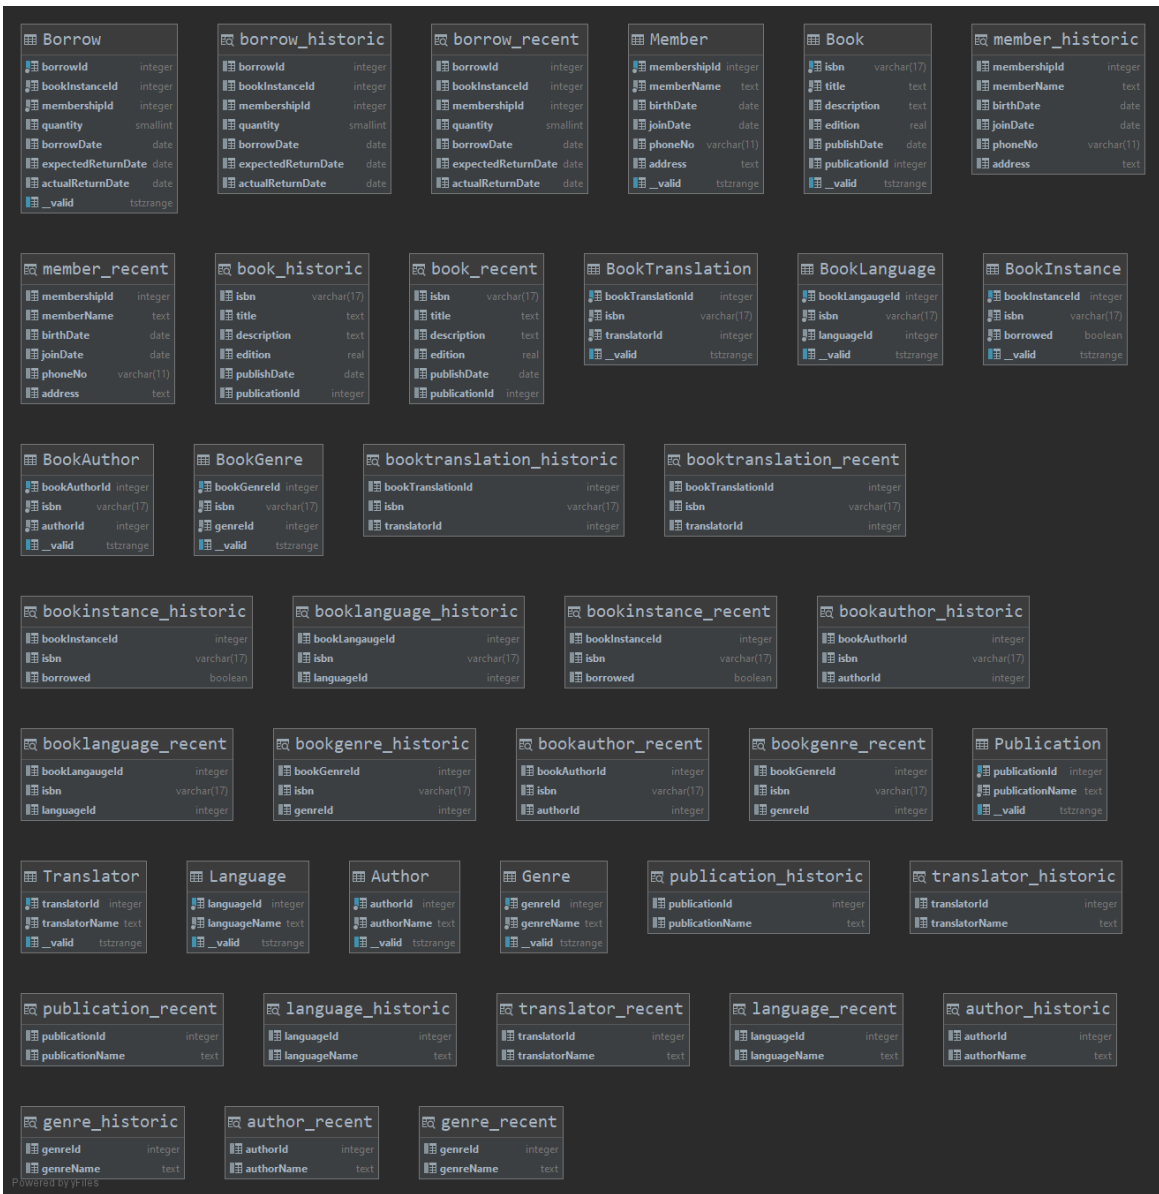 Borrow
borrowId integer
bookInstanceId integer
membershipId integer
quantity smallint
borrowDate date
expectedReturnDate date
actualReturnDate date
__valid tstzrange
borrow_historic
borrowId integer
bookInstanceId integer
membershipId integer
quantity smallint
borrowDate date
expectedReturnDate date
actualReturnDate date
borrow_recent
borrowId integer
bookInstanceId integer
membershipId integer
quantity smallint
borrowDate date
expectedReturnDate date
actualReturnDate date
Member
membershipId integer
memberName text
birthDate date
joinDate date
phoneNo varchar(11)
address text
__valid tstzrange
Book
isbn varchar(17)
title text
description text
edition real
publishDate date
publicationId integer
__valid tstzrange
member_historic
membershipId integer
memberName text
birthDate date
joinDate date
phoneNo varchar(11)
address text
member_recent
membershipId integer
memberName text
birthDate date
joinDate date
phoneNo varchar(11)
address text
book_historic
isbn varchar(17)
title text
description text
edition real
publishDate date
publicationId integer
book_recent
isbn varchar(17)
title text
description text
edition real
publishDate date
publicationId integer
BookTranslation
bookTranslationId integer
isbn varchar(17)
translatorId integer
__valid tstzrange
BookLanguage
bookLangaugeId integer
isbn varchar(17)
languageId integer
__valid tstzrange
BookInstance
bookInstanceId integer
isbn varchar(17)
borrowed boolean
__valid tstzrange
BookAuthor
bookAuthorId integer
isbn varchar(17)
authorId integer
__valid tstzrange
BookGenre
bookGenreId integer
isbn varchar(17)
genreId integer
__valid tstzrange
booktranslation_historic
bookTranslationId integer
isbn varchar(17)
translatorId integer
booktranslation_recent
bookTranslationId integer
isbn varchar(17)
translatorId integer
bookinstance_historic
bookInstanceId integer
isbn varchar(17)
borrowed boolean
booklanguage_historic
bookLangaugeId integer
isbn varchar(17)
languageId integer
bookinstance_recent
bookInstanceId integer
isbn varchar(17)
borrowed boolean
bookauthor_historic
bookAuthorId integer
isbn varchar(17)
authorId integer
booklanguage_recent
bookLangaugeId integer
isbn varchar(17)
languageId integer
bookgenre_historic
bookGenreId integer
isbn varchar(17)
genreId integer
bookauthor_recent
bookAuthorId integer
isbn varchar(17)
authorId integer
bookgenre_recent
bookGenreId integer
isbn varchar(17)
genreId integer
Publication
publicationId integer
publicationName text
__valid tstzrange
Translator
translatorId integer
translatorName text
__valid tstzrange
Language
languageId integer
languageName text
__valid tstzrange
Author
authorId integer
authorName text
__valid tstzrange
Genre
genreId integer
genreName text
__valid tstzrange
publication_historic
publicationId integer
publicationName text
translator_historic
translatorId integer
translatorName text
publication_recent
publicationId integer
publicationName text
language_historic
languageId integer
languageName text
translator_recent
translatorId integer
translatorName text
language_recent
languageId integer
languageName text
author_historic
authorId integer
authorName text
genre_historic
genreId integer
genreName text
author_recent
authorId integer
authorName text
genre_recent
genreId integer
genreName text
Powered by yFiles